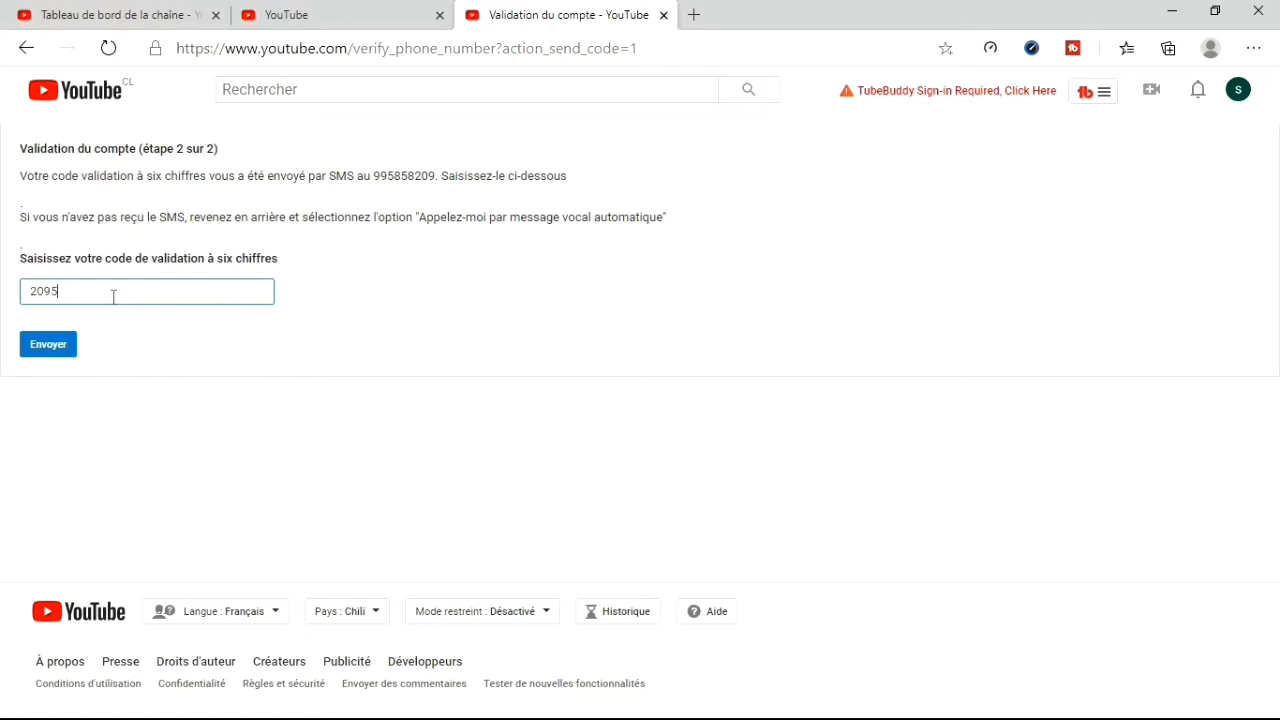 Tableau de bord de la chaîne - Y
YouTube
Validation du compte - YouTube
https://www.youtube.com/verify_phone_number?action_send_code=1
YouTube CL
Rechercher
TubeBuddy Sign-in Required, Click Here
S
Validation du compte (étape 2 sur 2)
Votre code validation à six chiffres vous a été envoyé par SMS au 995858209. Saisissez-le ci-dessous
.
Si vous n'avez pas reçu le SMS, revenez en arrière et sélectionnez l'option "Appelez-moi par message vocal automatique"
.
Saisissez votre code de validation à six chiffres
2095
Envoyer
YouTube
Langue : Français
Pays : Chili
Mode restreint : Désactivé
Historique
Aide
À propos Presse Droits d'auteur Créateurs Publicité Développeurs
Conditions d'utilisation Confidentialité Règles et sécurité Envoyer des commentaires Tester de nouvelles fonctionnalités